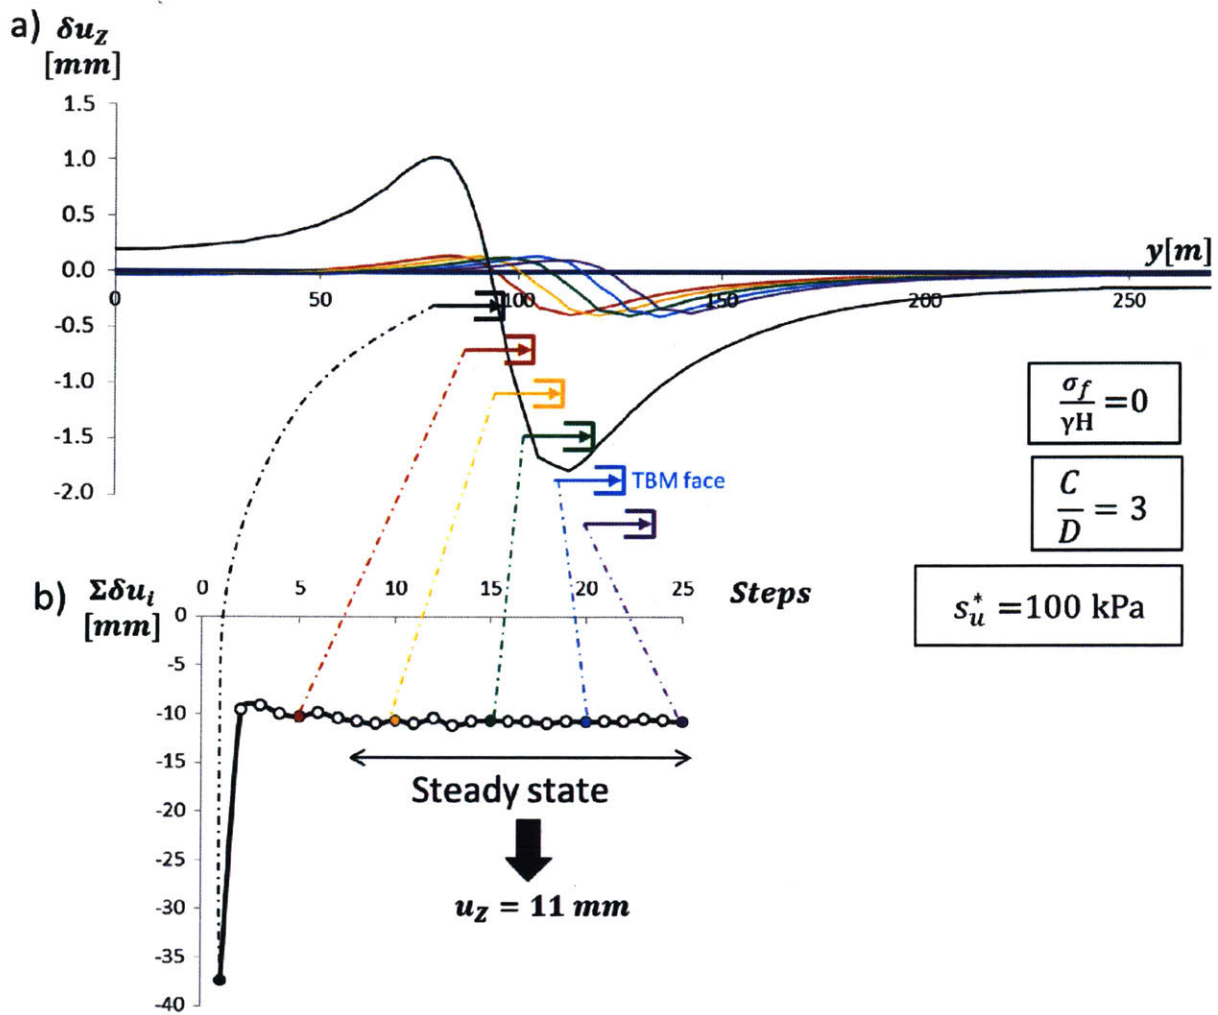 a) δu_Z
[mm]
1.5
1.0
0.5
0.0
-0.5
-1.0
-1.5
-2.0
y[m]
0 50 100 150 200 250
TBM face
σ_f/γH =0
C/D = 3
s_u^* =100 kPa
b) Σδu_i
[mm]
0 5 10 15 20 25 Steps
0
-5
-10
-15
-20
-25
-30
-35
-40
Steady state
u_Z = 11 mm